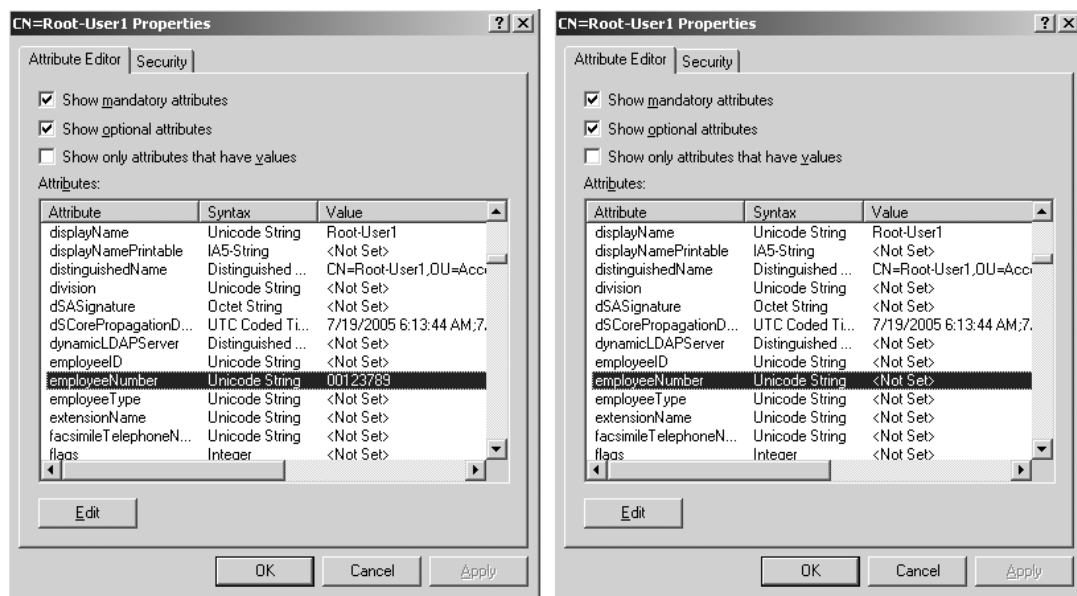 CN=Root-User1 Properties
Attribute Editor
Security
Show mandatory attributes
Show optional attributes
Show only attributes that have values
Attributes:
Attribute Syntax Value
displayName Unicode String Root-User1
displayNamePrintable IA5-String <Not Set>
distinguishedName Distinguished ... CN=Root-User1,OU=Acc
division Unicode String <Not Set>
dSASignature Octet String <Not Set>
dSCorePropagationD... UTC Coded Ti... 7/19/2005 6:13:44 AM;7.
dynamicLDAPServer Distinguished ... <Not Set>
employeeID Unicode String <Not Set>
employeeNumber Unicode String 00123789
employeeType Unicode String <Not Set>
extensionName Unicode String <Not Set>
facsimileTelephoneN... Unicode String <Not Set>
flags Integer <Not Set>
Edit
OK Cancel Apply
CN=Root-User1 Properties
Attribute Editor
Security
Show mandatory attributes
Show optional attributes
Show only attributes that have values
Attributes:
Attribute Syntax Value
displayName Unicode String Root-User1
displayNamePrintable IA5-String <Not Set>
distinguishedName Distinguished ... CN=Root-User1,OU=Acc
division Unicode String <Not Set>
dSASignature Octet String <Not Set>
dSCorePropagationD... UTC Coded Ti... 7/19/2005 6:13:44 AM;7.
dynamicLDAPServer Distinguished ... <Not Set>
employeeID Unicode String <Not Set>
employeeNumber Unicode String <Not Set>
employeeType Unicode String <Not Set>
extensionName Unicode String <Not Set>
facsimileTelephoneN... Unicode String <Not Set>
flags Integer <Not Set>
Edit
OK Cancel Apply